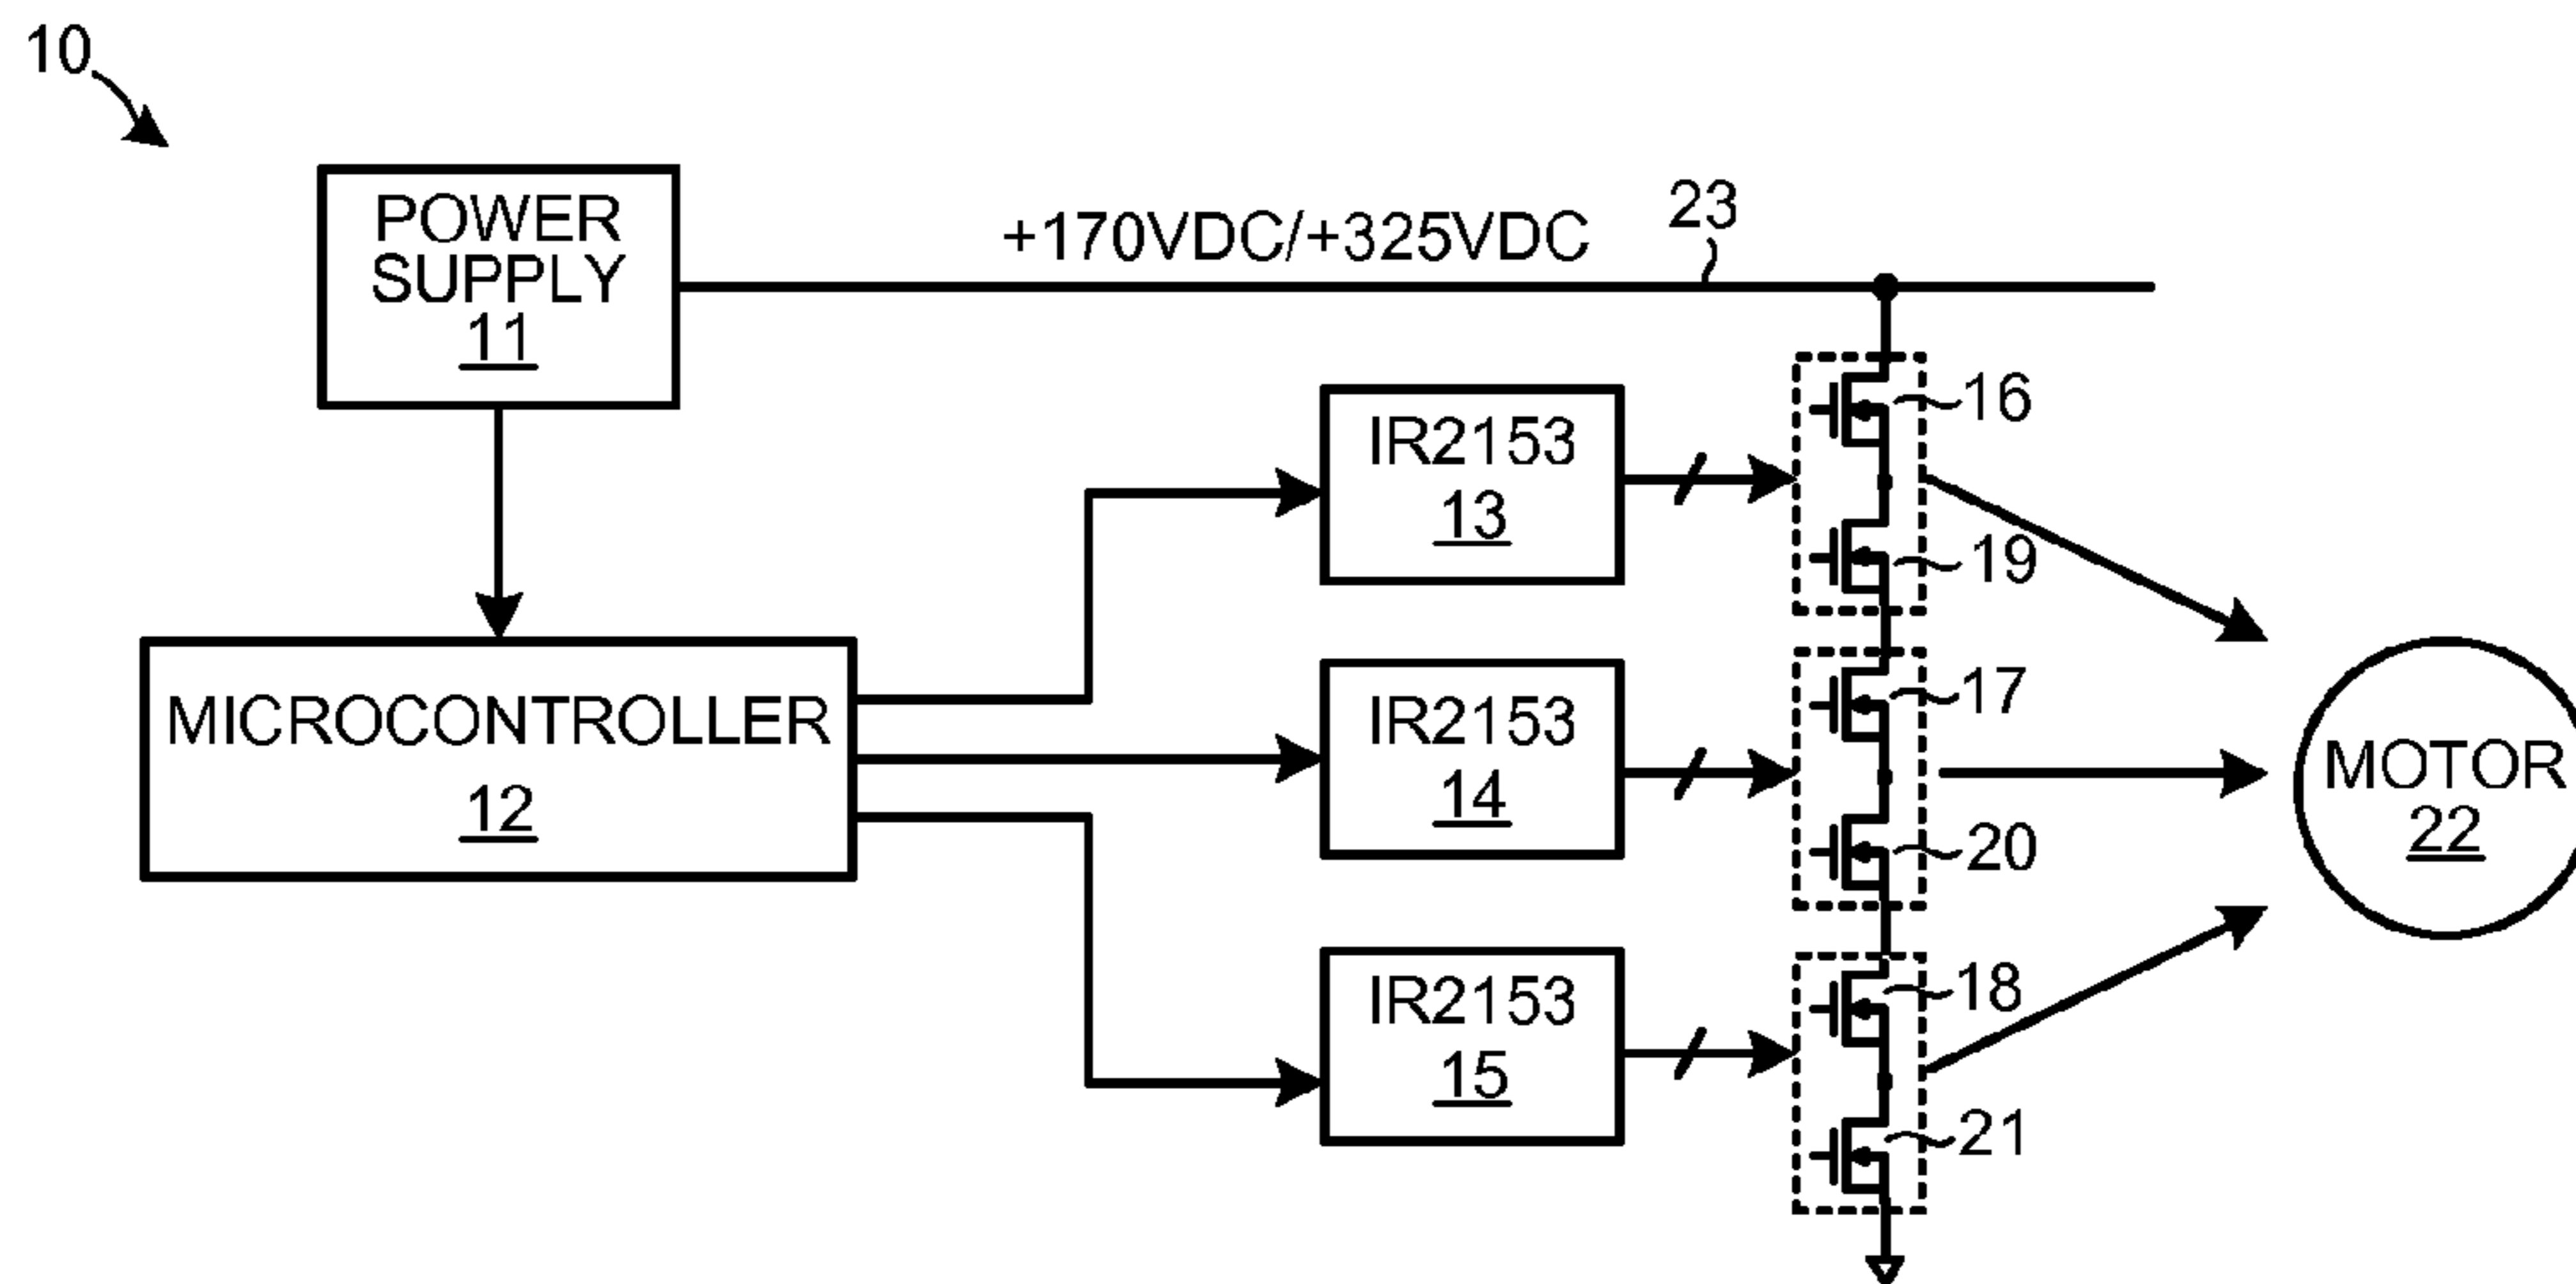 10
POWER
SUPPLY
11
+170VDC/+325VDC
23
IR2153
13
16
19
MICROCONTROLLER
12
IR2153
14
17
20
MOTOR
22
IR2153
15
18
21